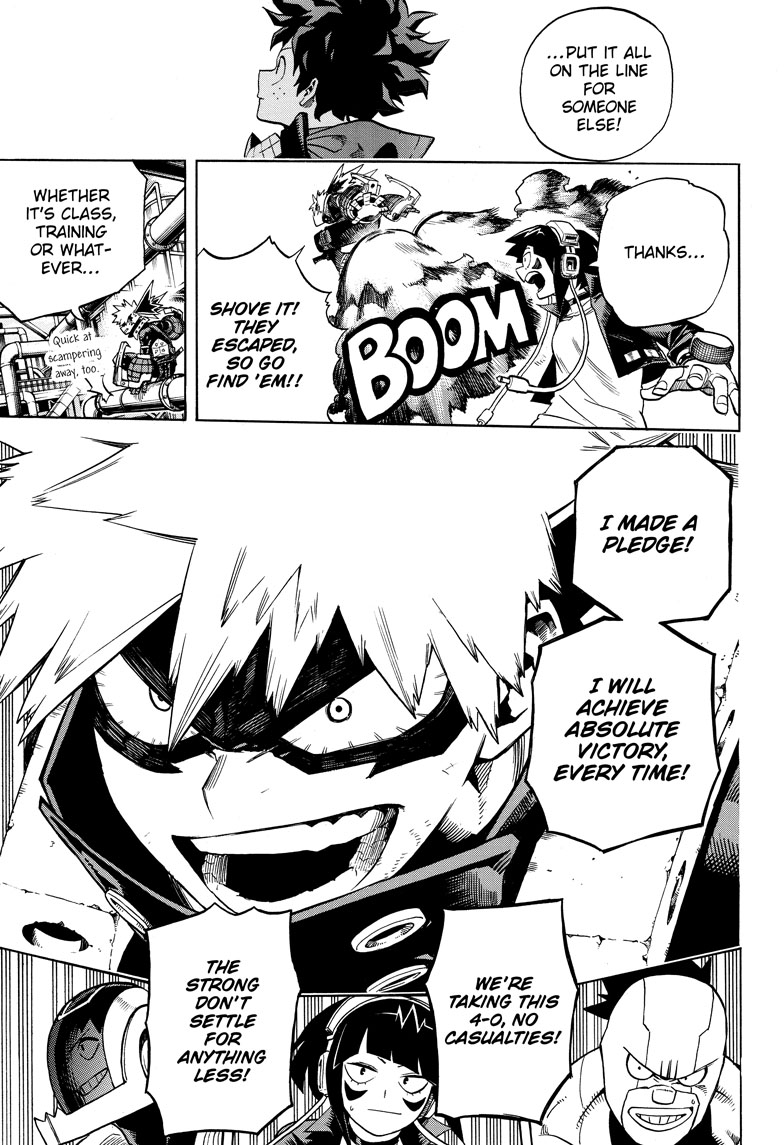 ...PUT IT ALL
ON THE LINE
FOR
SOMEONE
ELSE!
THANKS...
BOOM
SHOVE IT!
THEY
ESCAPED,
SO GO
FIND 'EM!!
WHETHER
IT'S CLASS,
TRAINING
OR WHAT-
EVER...
Quick at
scampering
away, too.
I MADE A
PLEDGE!
I WILL
ACHIEVE
ABSOLUTE
VICTORY,
EVERY TIME!
WE'RE
TAKING THIS
4-0, NO
CASUALTIES!
THE
STRONG
DON'T
SETTLE
FOR
ANYTHING
LESS!